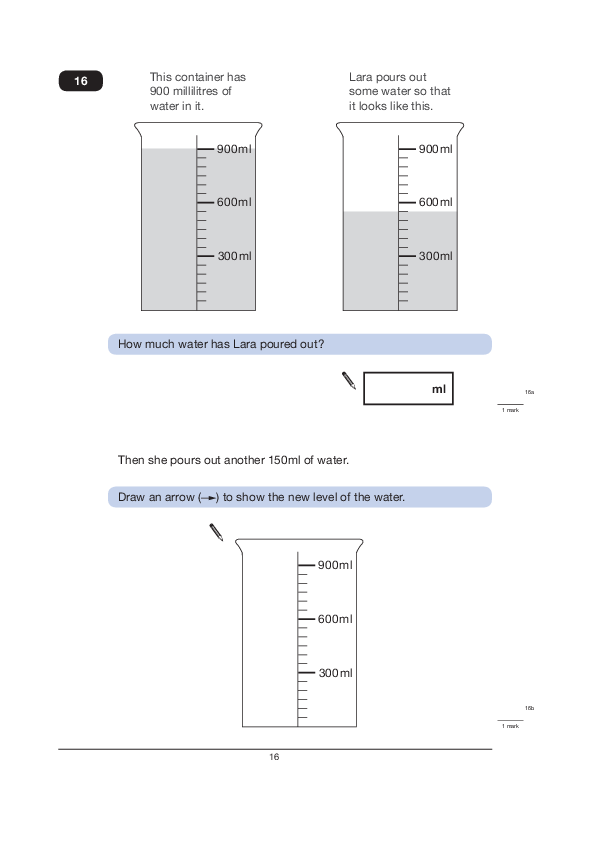 16
This container has
900 millilitres of
water in it.
Lara pours out
some water so that
it looks like this.
900ml
600ml
300ml
900ml
600ml
300ml
How much water has Lara poured out?
ml
16a
1 mark
Then she pours out another 150ml of water.
Draw an arrow (→) to show the new level of the water.
900ml
600ml
300ml
16b
1 mark
16